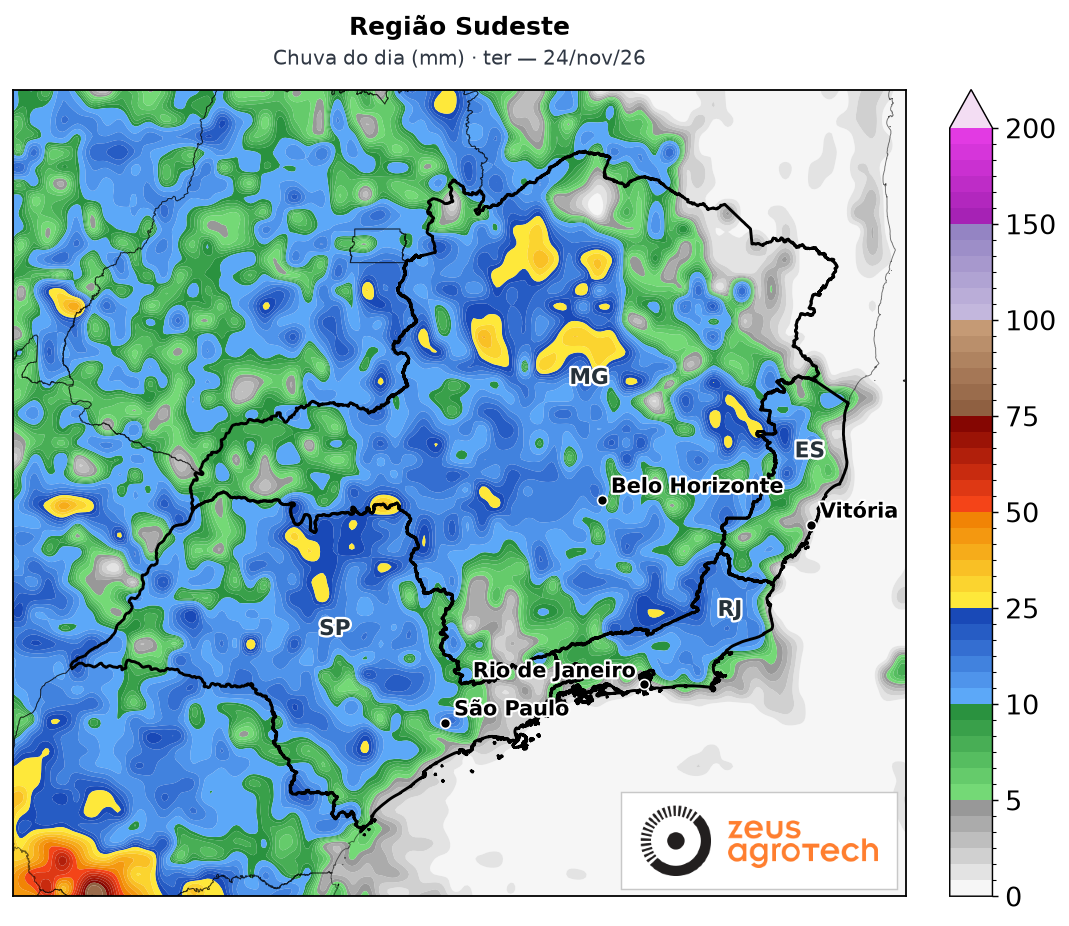 Região Sudeste
Chuva do dia (mm) · ter — 24/nov/26
200
150
100
75
50
25
10
5
0
MG
ES
Belo Horizonte
Vitória
RJ
SP
Rio de Janeiro
São Paulo
zeus
agrotech